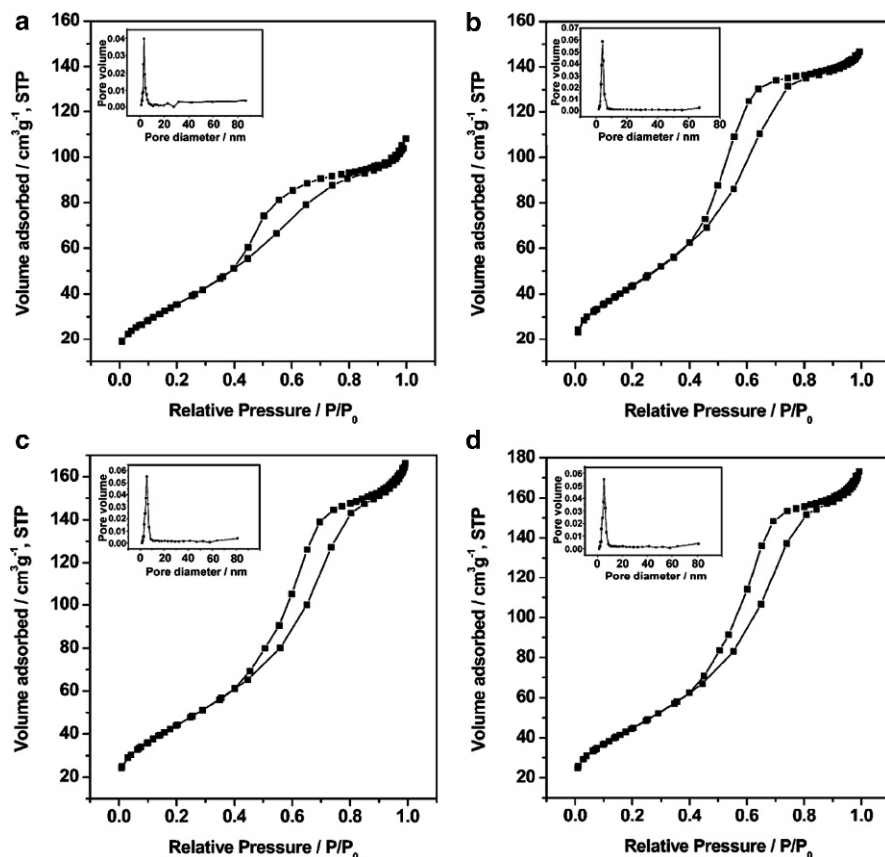 a
160
140
120
100
80
60
40
20
Volume adsorbed / cm³g⁻¹, STP
0.0 0.2 0.4 0.6 0.8 1.0
Relative Pressure / P/P₀
0.04
0.03
0.02
0.01
0.00
Pore volume
0 20 40 60 80
Pore diameter / nm
b
160
140
120
100
80
60
40
20
Volume adsorbed / cm³g⁻¹, STP
0.0 0.2 0.4 0.6 0.8 1.0
Relative Pressure / P/P₀
0.07
0.06
0.05
0.04
0.03
0.02
0.01
0.00
Pore volume
0 20 40 60 80
Pore diameter / nm
c
160
140
120
100
80
60
40
20
Volume adsorbed / cm³g⁻¹, STP
0.0 0.2 0.4 0.6 0.8 1.0
Relative Pressure / P/P₀
0.06
0.05
0.04
0.03
0.02
0.01
0.00
Pore volume
0 20 40 60 80 100
Pore diameter / nm
d
180
160
140
120
100
80
60
40
20
Volume adsorbed / cm³g⁻¹, STP
0.0 0.2 0.4 0.6 0.8 1.0
Relative Pressure / P/P₀
0.06
0.05
0.04
0.03
0.02
0.01
0.00
Pore volume
0 20 40 60 80 100
Pore diameter / nm